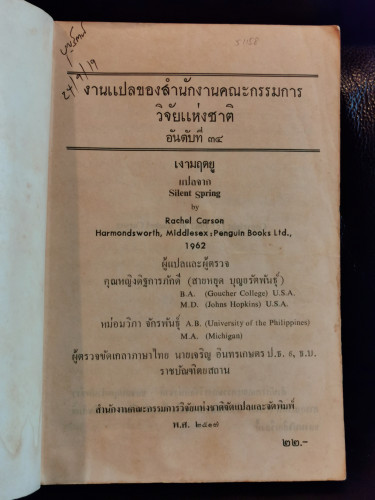 24/9/19
งานแปลของสำนักงานคณะกรรมการ
วิจัยแห่งชาติ
อันดับที่ ๓๔
เงามฤตยู
แปลจาก
Silent Spring
by
Rachel Carson
Harmondsworth, Middlesex : Penguin Books Ltd.,
1962
ผู้แปลและผู้ตรวจ
คุณหญิงดิฐการภักดี (สายหยุด บุญยรัตพันธุ์)
B.A. (Goucher College) U.S.A.
M.D. (Johns Hopkins) U.S.A.
หม่อมวิภา จักรพันธุ์ A.B. (University of the Philippines)
M.A. (Michigan)
ผู้ตรวจขัดเกลาภาษาไทย นายเจริญ อินทรเกษตร ป.ธ. ๖, ธ.บ.
ราชบัณฑิตยสถาน
สำนักงานคณะกรรมการวิจัยแห่งชาติจัดแปลและจัดพิมพ์
พ.ศ. ๒๕๑๗
๒๒.-